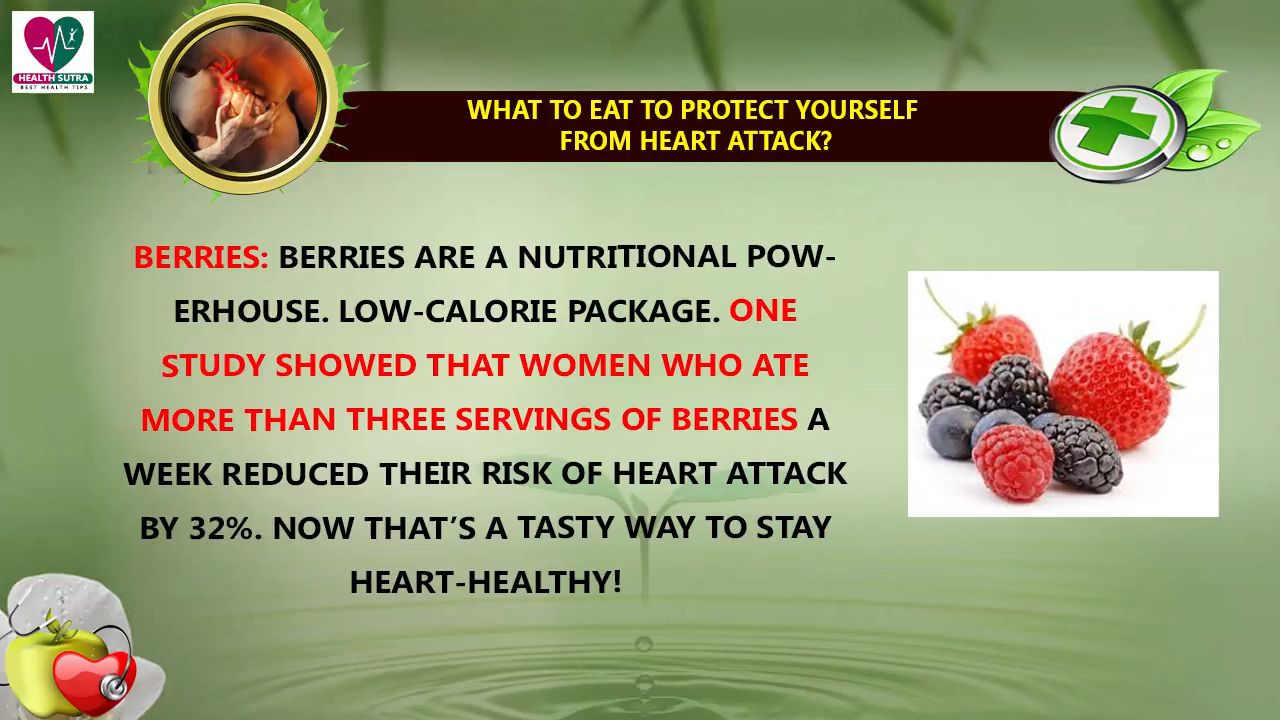 HEALTH SUTRA
BEST HEALTH TIPS
WHAT TO EAT TO PROTECT YOURSELF
FROM HEART ATTACK?
BERRIES: BERRIES ARE A NUTRITIONAL POW-
ERHOUSE. LOW-CALORIE PACKAGE. ONE
STUDY SHOWED THAT WOMEN WHO ATE
MORE THAN THREE SERVINGS OF BERRIES A
WEEK REDUCED THEIR RISK OF HEART ATTACK
BY 32%. NOW THAT’S A TASTY WAY TO STAY
HEART-HEALTHY!